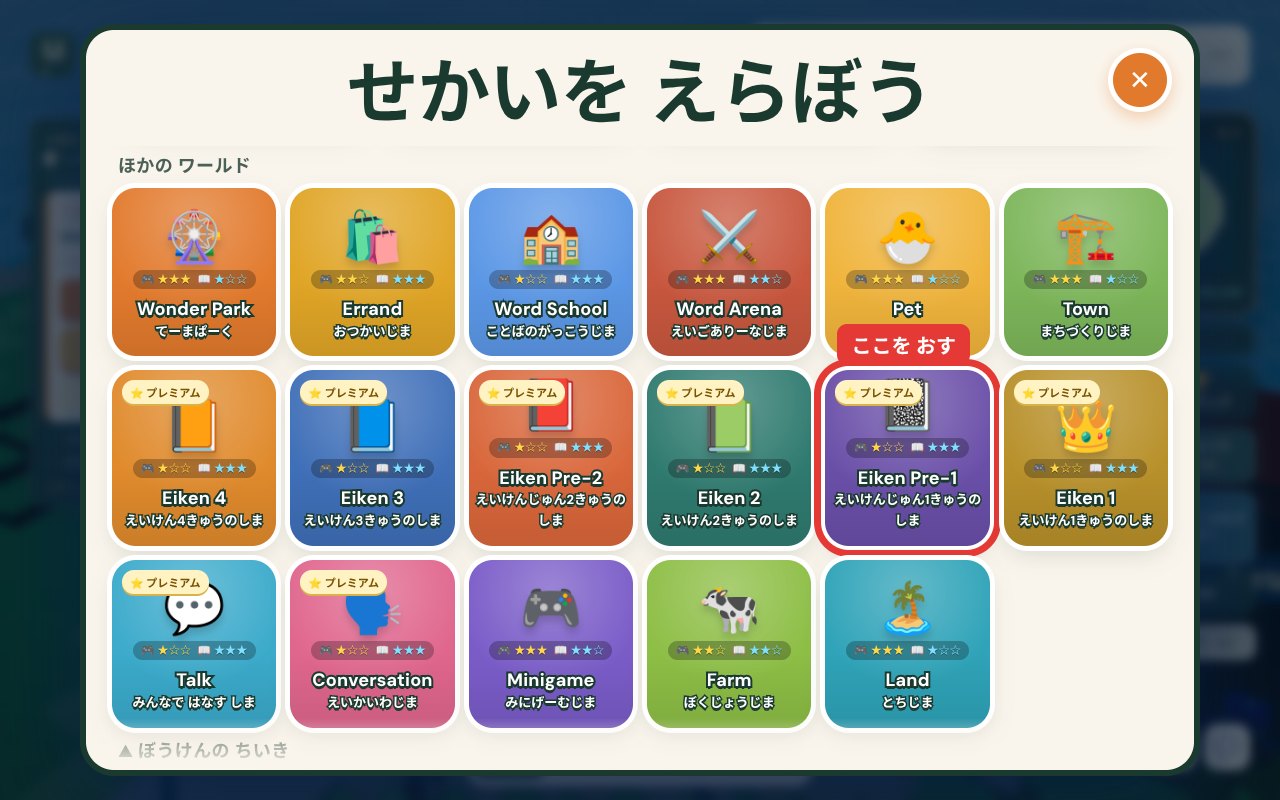 せかいを えらぼう
×
ほかの ワールド
🎮 ★★★ 📖 ★☆☆
Wonder Park
てーまぱーく
🎮 ★★☆ 📖 ★★★
Errand
おつかいじま
🎮 ★☆☆ 📖 ★★★
Word School
ことばのがっこうじま
🎮 ★★★ 📖 ★★☆
Word Arena
えいごありーなじま
🎮 ★★★ 📖 ★☆☆
Pet
🎮 ★★★ 📖 ★☆☆
Town
まちづくりじま
ここを おす
⭐ プレミアム
🎮 ★☆☆ 📖 ★★★
Eiken 4
えいけん4きゅうのしま
⭐ プレミアム
🎮 ★☆☆ 📖 ★★★
Eiken 3
えいけん3きゅうのしま
⭐ プレミアム
🎮 ★☆☆ 📖 ★★★
Eiken Pre-2
えいけんじゅん2きゅうの
しま
⭐ プレミアム
🎮 ★☆☆ 📖 ★★★
Eiken 2
えいけん2きゅうのしま
⭐ プレミアム
🎮 ★☆☆ 📖 ★★★
Eiken Pre-1
えいけんじゅん1きゅうの
しま
⭐ プレミアム
🎮 ★☆☆ 📖 ★★★
Eiken 1
えいけん1きゅうのしま
⭐ プレミアム
🎮 ★☆☆ 📖 ★★★
Talk
みんなで はなす しま
⭐ プレミアム
🎮 ★☆☆ 📖 ★★★
Conversation
えいかいわじま
🎮 ★★★ 📖 ★★☆
Minigame
みにげーむじま
🎮 ★★☆ 📖 ★★☆
Farm
ぼくじょうじま
🎮 ★★★ 📖 ★☆☆
Land
とちじま
▲ ぼうけんの ちいき